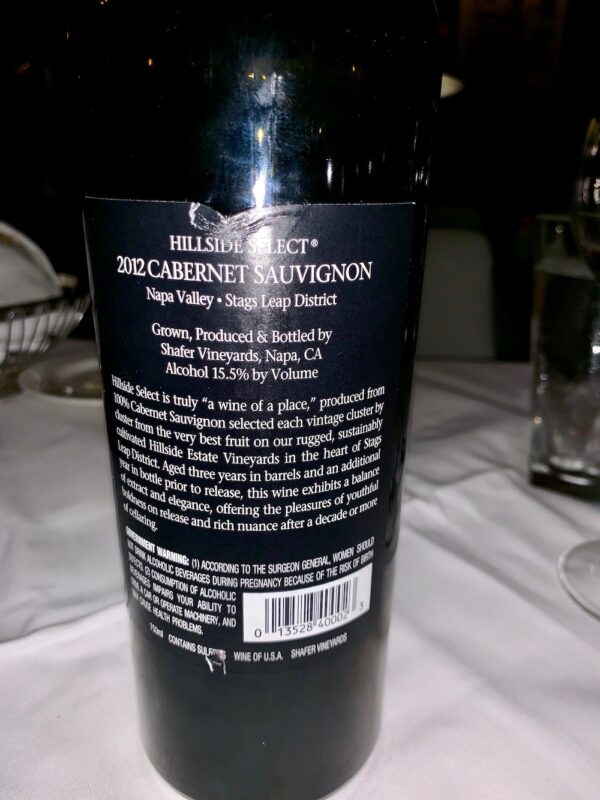 HILLSIDE SELECT®
2012 CABERNET SAUVIGNON
Napa Valley • Stags Leap District
Grown, Produced & Bottled by
Shafer Vineyards, Napa, CA
Alcohol 15.5% by Volume
Hillside Select is truly “a wine of a place,” produced from
100% Cabernet Sauvignon selected each vintage cluster by
cluster from the very best fruit on our rugged, sustainably
cultivated Hillside Estate Vineyards in the heart of Stags
Leap District. Aged three years in barrels and an additional
year in bottle prior to release, this wine exhibits a balance
of extract and elegance, offering the pleasures of youthful
boldness on release and rich nuance after a decade or more
of cellaring.
GOVERNMENT WARNING: (1) ACCORDING TO THE SURGEON GENERAL, WOMEN SHOULD
NOT DRINK ALCOHOLIC BEVERAGES DURING PREGNANCY BECAUSE OF THE RISK OF BIRTH
DEFECTS. (2) CONSUMPTION OF ALCOHOLIC
BEVERAGES IMPAIRS YOUR ABILITY TO
DRIVE A CAR OR OPERATE MACHINERY, AND
MAY CAUSE HEALTH PROBLEMS.
0 13528 40002 3
750ml CONTAINS SULFITES WINE OF U.S.A. SHAFER VINEYARDS